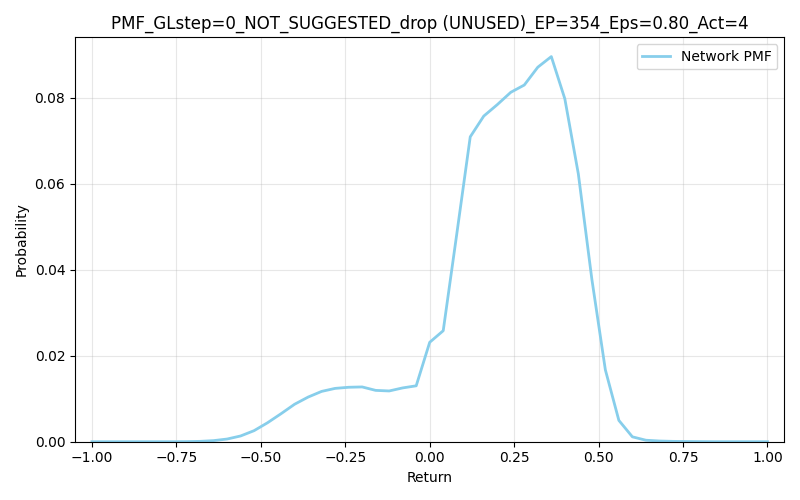 PMF_GLstep=0_NOT_SUGGESTED_drop (UNUSED)_EP=354_Eps=0.80_Act=4
Network PMF
0.08
0.06
0.04
0.02
0.00
Probability
−1.00 −0.75 −0.50 −0.25 0.00 0.25 0.50 0.75 1.00
Return